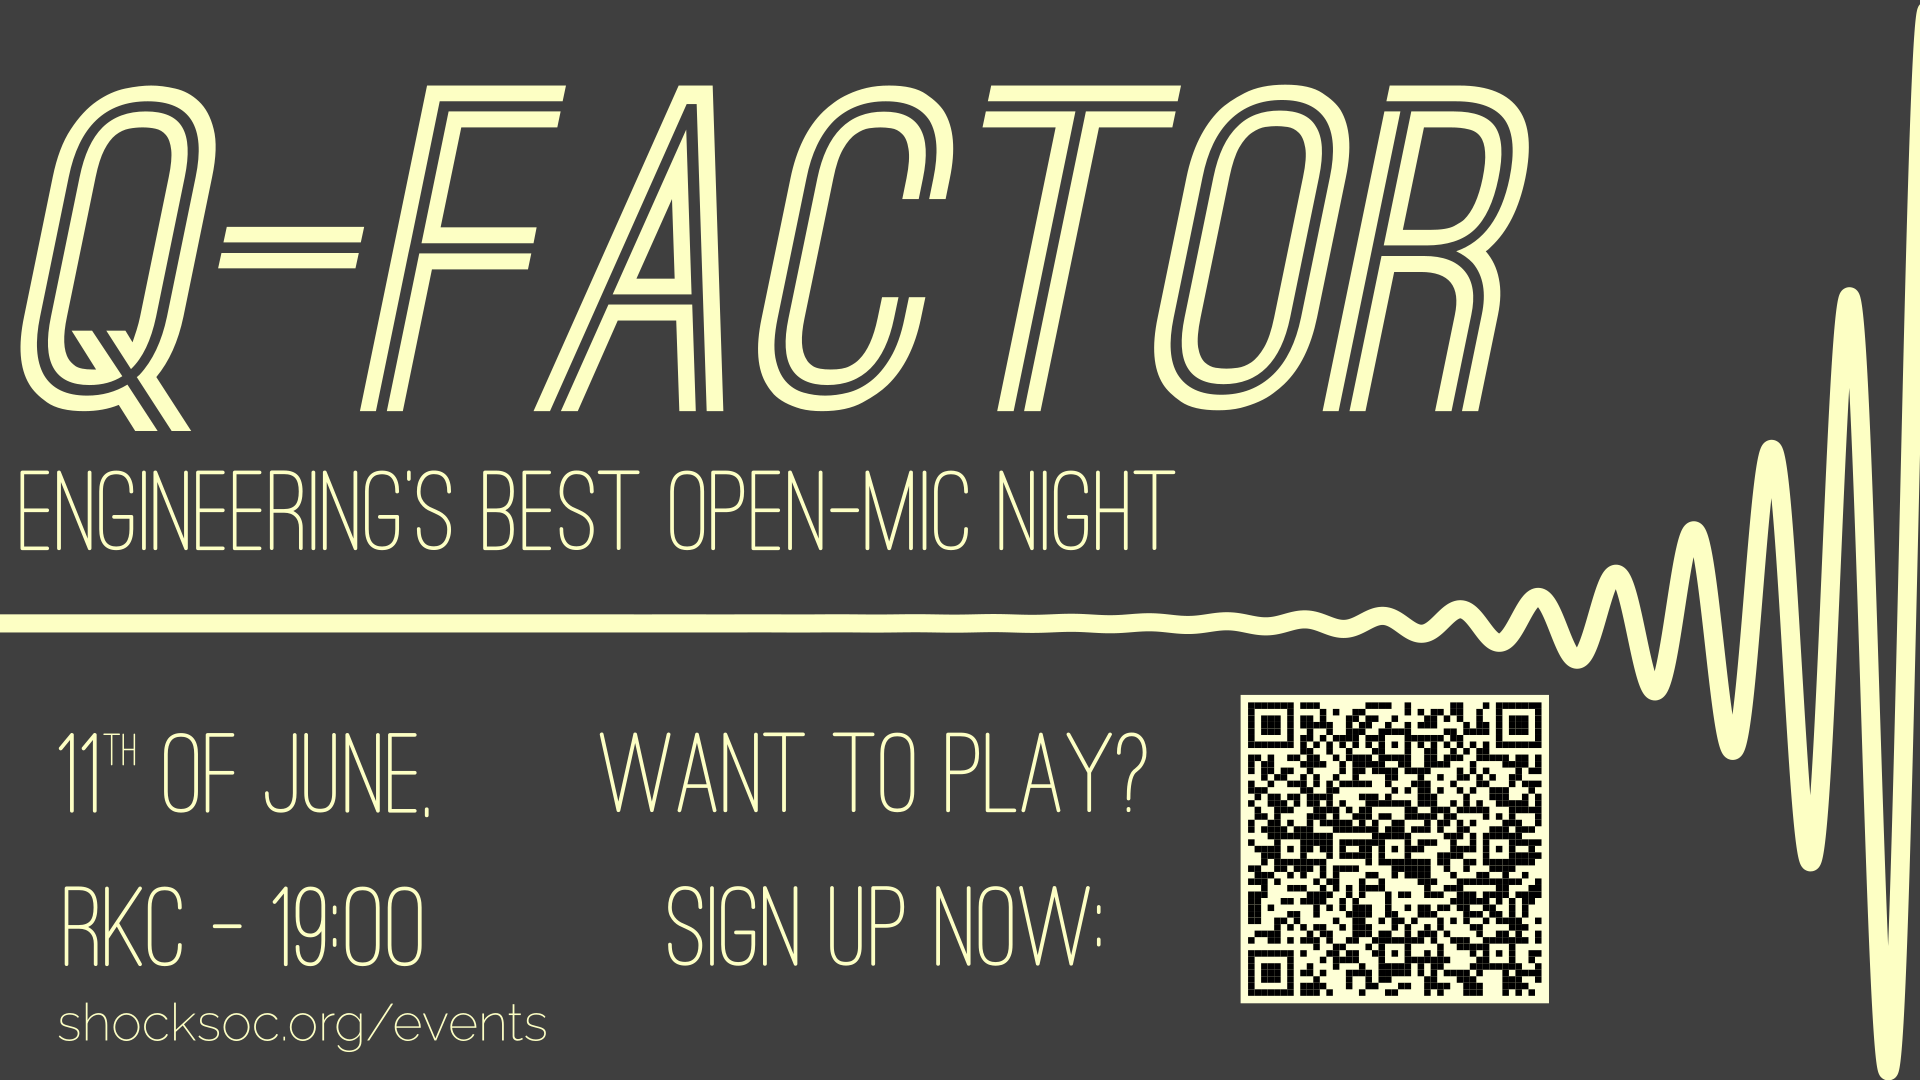 Q-FACTOR
ENGINEERING'S BEST OPEN-MIC NIGHT
11TH OF JUNE,
RKC - 19:00
shocksoc.org/events
WANT TO PLAY?
SIGN UP NOW: